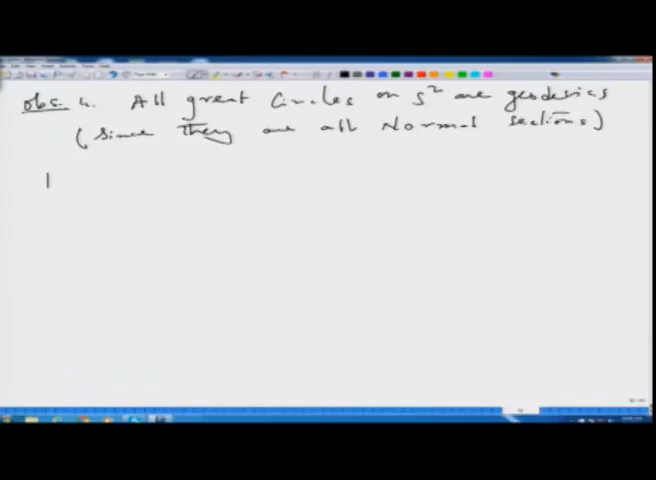 Obs. 4. All great Circles on S² are geodesics
(since they are all Normal sections)